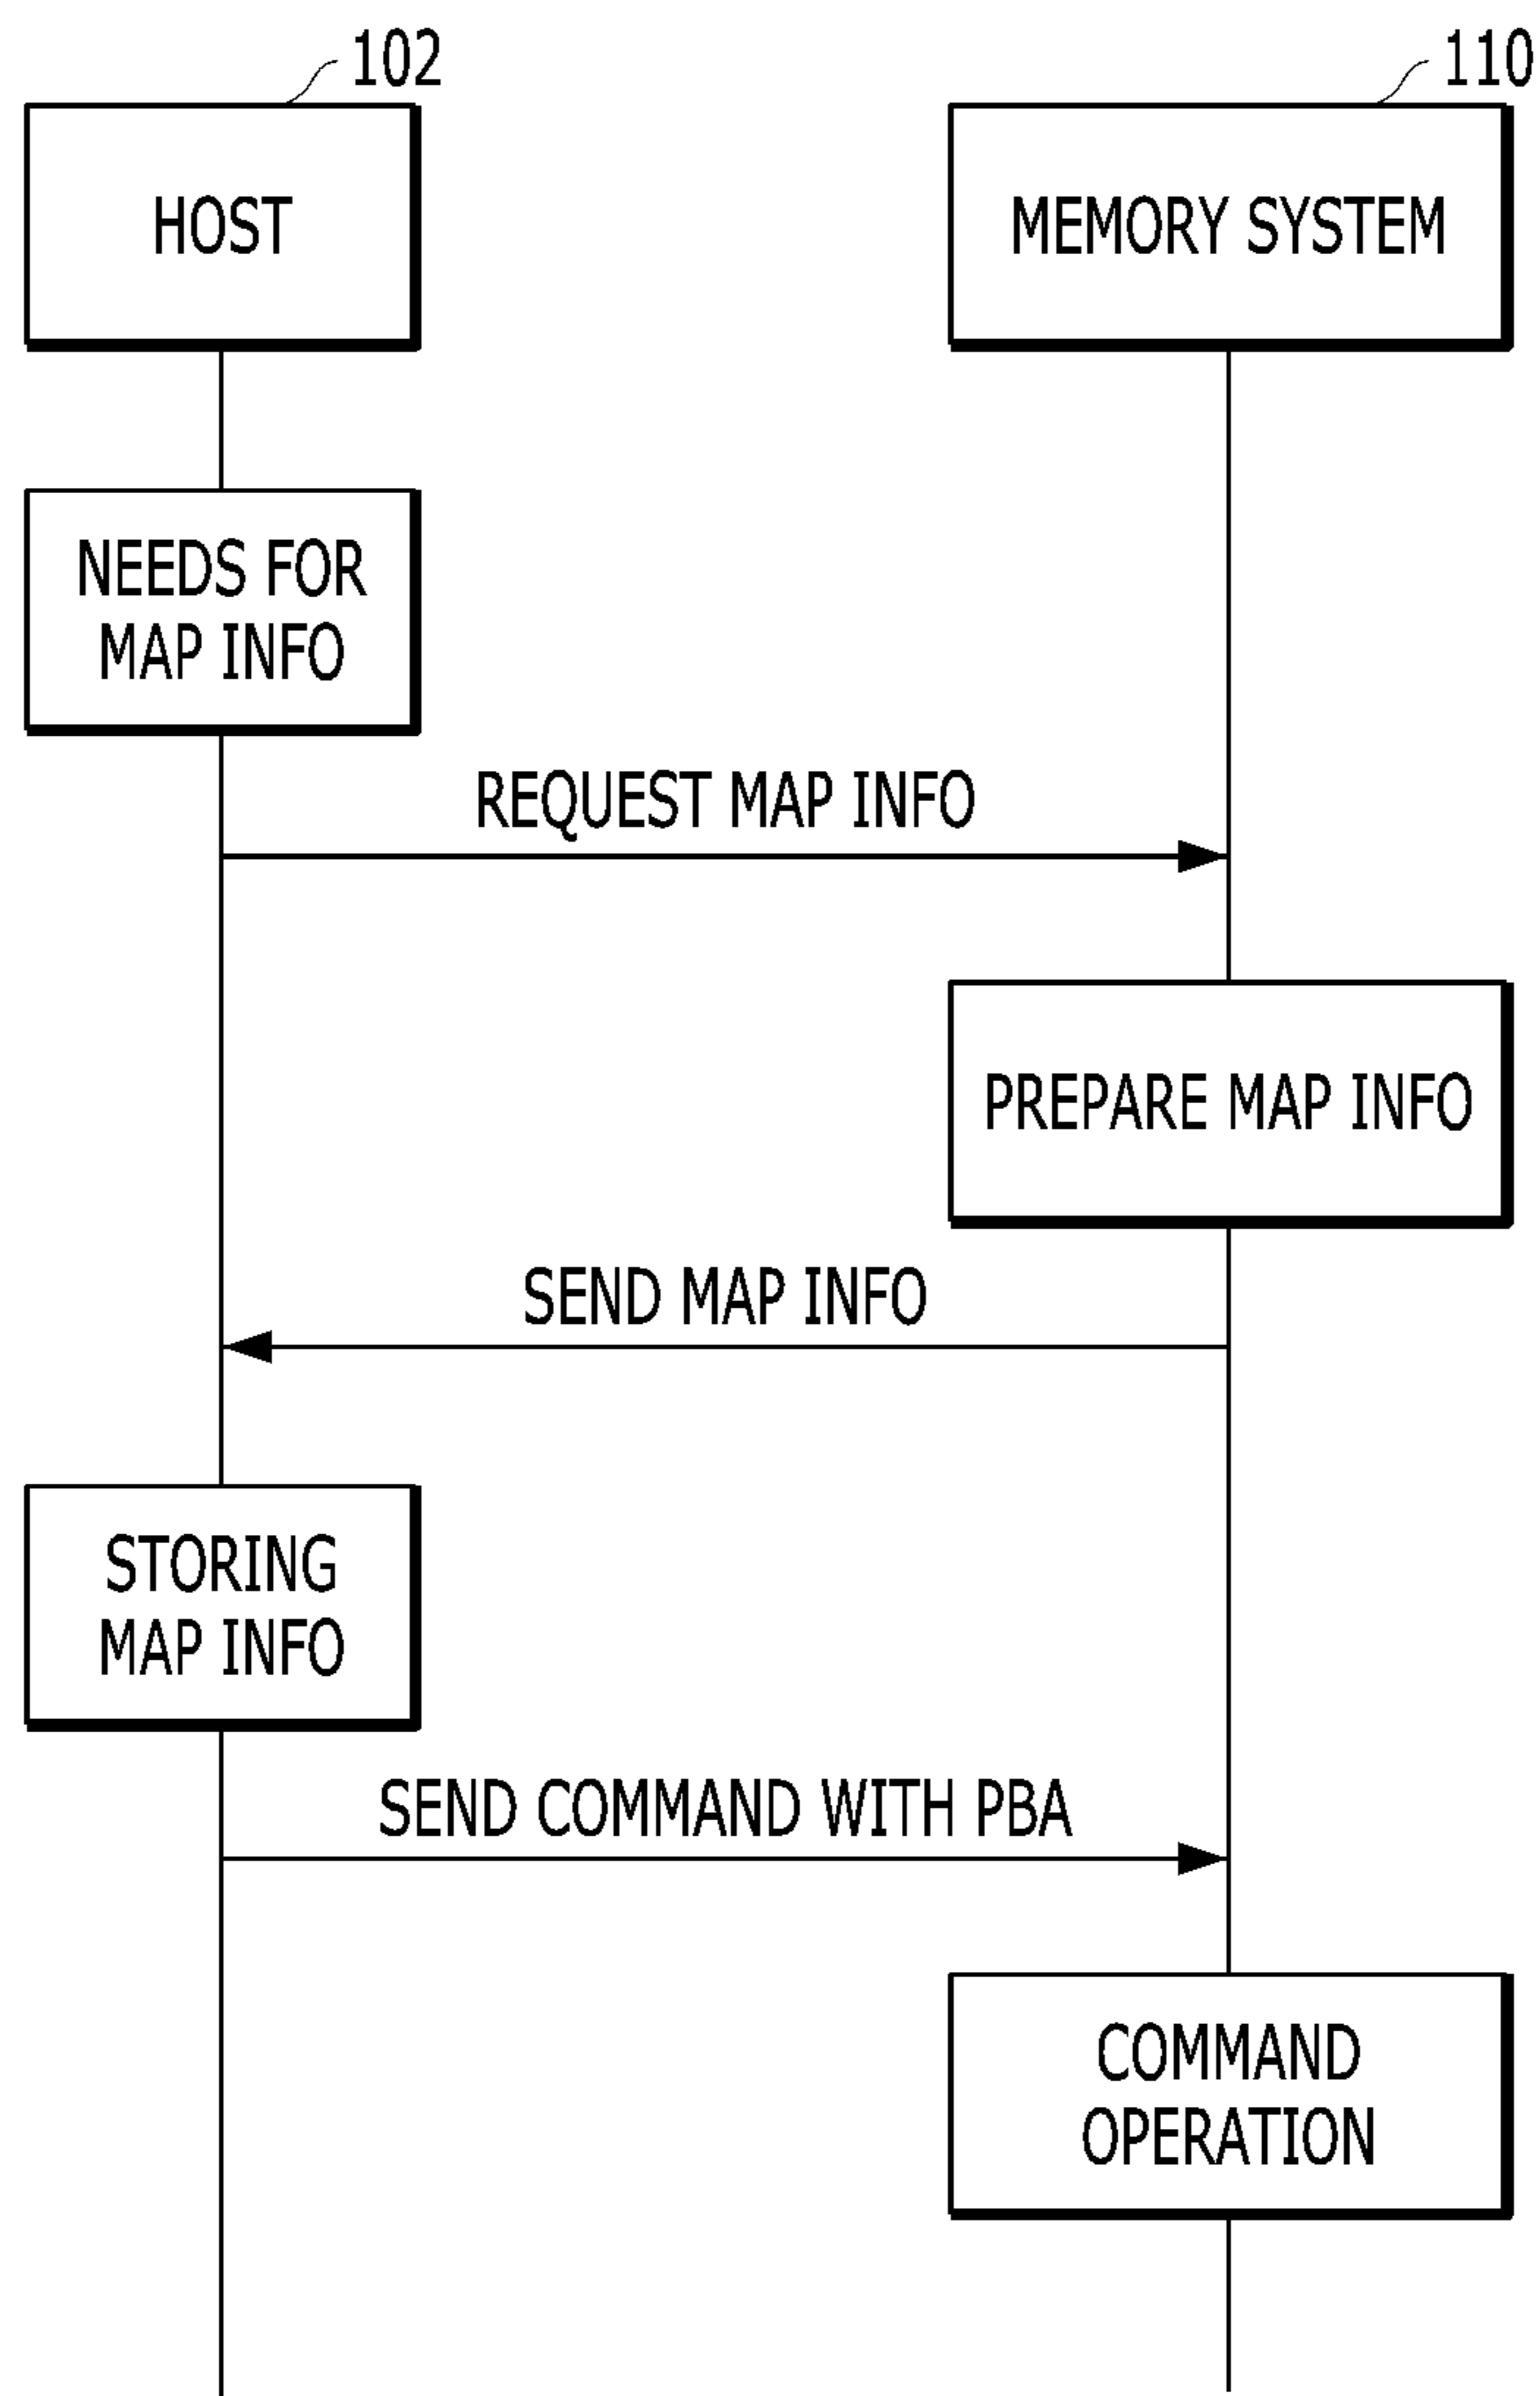 102
110
HOST
MEMORY SYSTEM
NEEDS FOR
MAP INFO
REQUEST MAP INFO
PREPARE MAP INFO
SEND MAP INFO
STORING
MAP INFO
SEND COMMAND WITH PBA
COMMAND
OPERATION